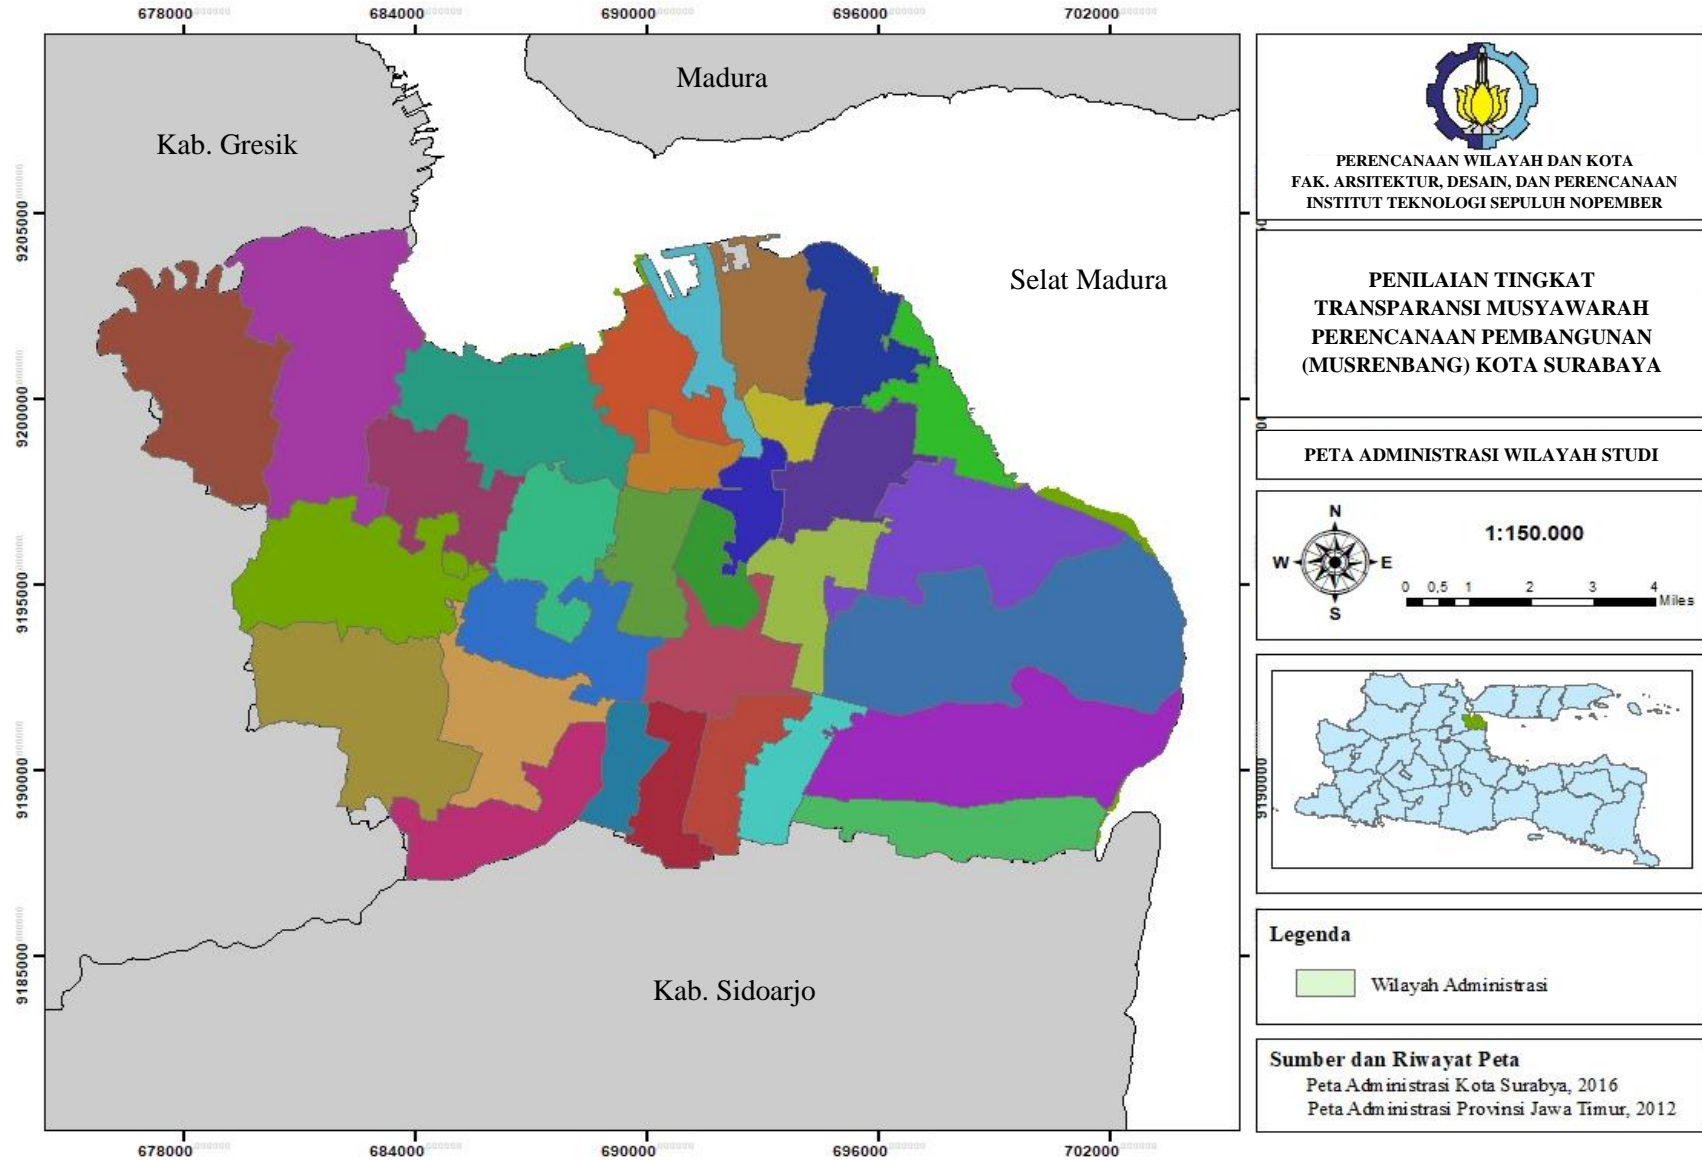 678000 684000 690000 696000 702000
Madura
Kab. Gresik
Selat Madura
Kab. Sidoarjo
9205000
9200000
9195000
9190000
9185000
9190000
678000 684000 690000 696000 702000
PERENCANAAN WILAYAH DAN KOTA
FAK. ARSITEKTUR, DESAIN, DAN PERENCANAAN
INSTITUT TEKNOLOGI SEPULUH NOPEMBER
PENILAIAN TINGKAT
TRANSPARANSI MUSYAWARAH
PERENCANAAN PEMBANGUNAN
(MUSRENBANG) KOTA SURABAYA
PETA ADMINISTRASI WILAYAH STUDI
N
W E
S
1:150.000
0 0,5 1 2 3 4
Miles
Legenda
Wilayah Administrasi
Sumber dan Riwayat Peta
Peta Administrasi Kota Surabya, 2016
Peta Administrasi Provinsi Jawa Timur, 2012